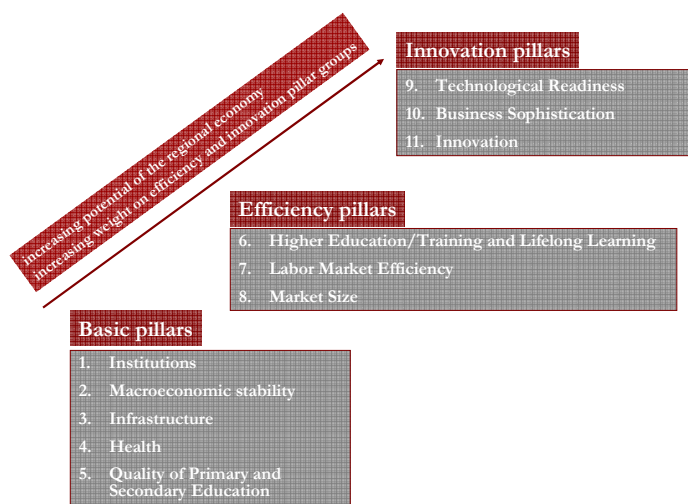 increasing potential of the regional economy
increasing weight on efficiency and innovation pillar groups
Innovation pillars
9. Technological Readiness
10. Business Sophistication
11. Innovation
Efficiency pillars
6. Higher Education/Training and Lifelong Learning
7. Labor Market Efficiency
8. Market Size
Basic pillars
1. Institutions
2. Macroeconomic stability
3. Infrastructure
4. Health
5. Quality of Primary and
Secondary Education